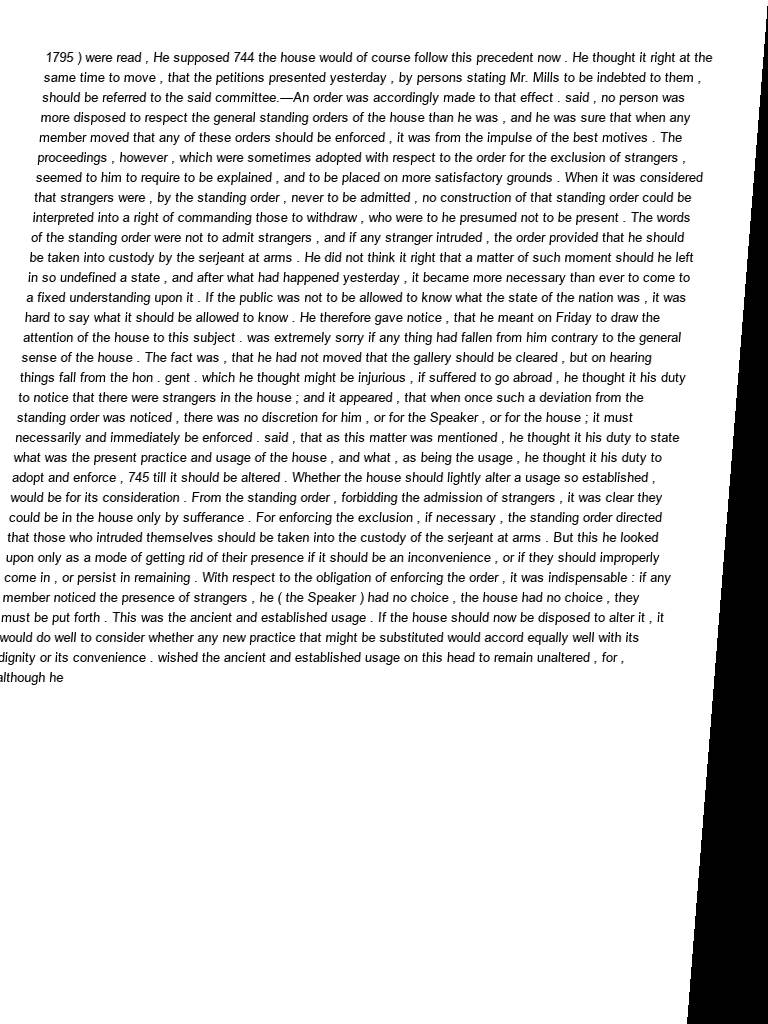 1795 ) were read , He supposed 744 the house would of course follow this precedent now . He thought it right at the
same time to move , that the petitions presented yesterday , by persons stating Mr. Mills to be indebted to them ,
should be referred to the said committee.—An order was accordingly made to that effect . said , no person was
more disposed to respect the general standing orders of the house than he was , and he was sure that when any
member moved that any of these orders should be enforced , it was from the impulse of the best motives . The
proceedings , however , which were sometimes adopted with respect to the order for the exclusion of strangers ,
seemed to him to require to be explained , and to be placed on more satisfactory grounds . When it was considered
that strangers were , by the standing order , never to be admitted , no construction of that standing order could be
interpreted into a right of commanding those to withdraw , who were to he presumed not to be present . The words
of the standing order were not to admit strangers , and if any stranger intruded , the order provided that he should
be taken into custody by the serjeant at arms . He did not think it right that a matter of such moment should he left
in so undefined a state , and after what had happened yesterday , it became more necessary than ever to come to
a fixed understanding upon it . If the public was not to be allowed to know what the state of the nation was , it was
hard to say what it should be allowed to know . He therefore gave notice , that he meant on Friday to draw the
attention of the house to this subject . was extremely sorry if any thing had fallen from him contrary to the general
sense of the house . The fact was , that he had not moved that the gallery should be cleared , but on hearing
things fall from the hon . gent . which he thought might be injurious , if suffered to go abroad , he thought it his duty
to notice that there were strangers in the house ; and it appeared , that when once such a deviation from the
standing order was noticed , there was no discretion for him , or for the Speaker , or for the house ; it must
necessarily and immediately be enforced . said , that as this matter was mentioned , he thought it his duty to state
what was the present practice and usage of the house , and what , as being the usage , he thought it his duty to
adopt and enforce , 745 till it should be altered . Whether the house should lightly alter a usage so established ,
would be for its consideration . From the standing order , forbidding the admission of strangers , it was clear they
could be in the house only by sufferance . For enforcing the exclusion , if necessary , the standing order directed
that those who intruded themselves should be taken into the custody of the serjeant at arms . But this he looked
upon only as a mode of getting rid of their presence if it should be an inconvenience , or if they should improperly
come in , or persist in remaining . With respect to the obligation of enforcing the order , it was indispensable : if any
member noticed the presence of strangers , he ( the Speaker ) had no choice , the house had no choice , they
must be put forth . This was the ancient and established usage . If the house should now be disposed to alter it , it
would do well to consider whether any new practice that might be substituted would accord equally well with its
dignity or its convenience . wished the ancient and established usage on this head to remain unaltered , for ,
although he